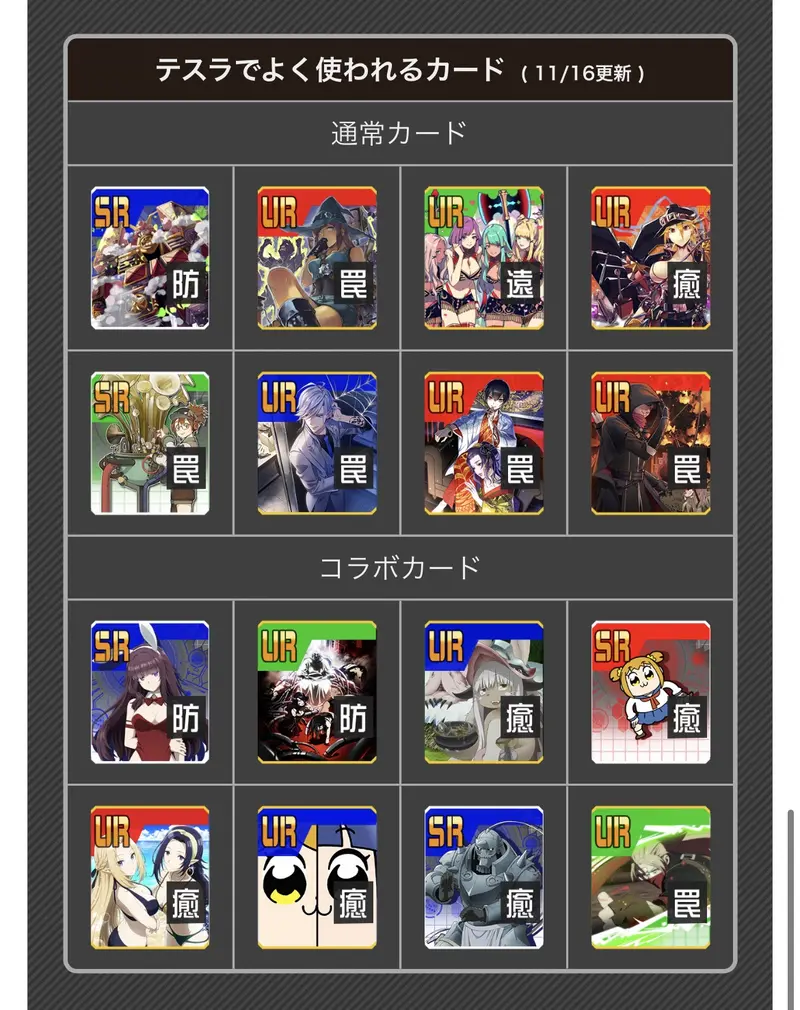 テスラでよく使われるカード ( 11/16更新 )
通常カード
SR UR UR UR
防 罠 遠 癒
SR UR UR UR
罠 罠 罠 罠
コラボカード
SR UR UR SR
防 防 癒 癒
UR UR SR UR
癒 癒 癒 罠